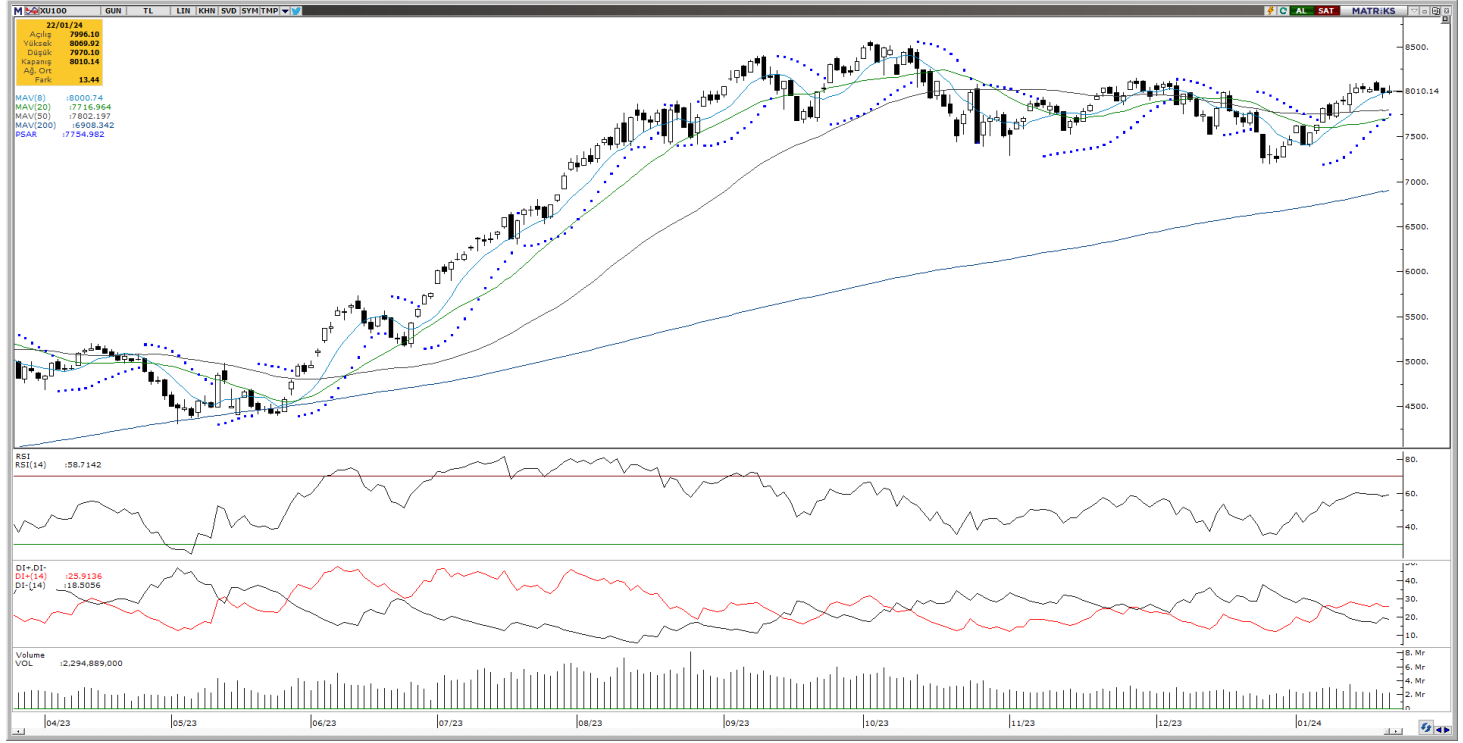 M XU100 GUN TL LIN KHN SVD SYM TMP AL SAT MATRiKS
22/01/24
Açılış 7996.10
Yüksek 8069.92
Düşük 7970.10
Kapanış 8010.14
Ağ. Ort
Fark 13.44
MAV(8) :8000.74
MAV(20) :7716.964
MAV(50) :7802.197
MAV(200) :6908.342
PSAR :7754.982
8500.
8010.14
7500.
7000.
6500.
6000.
5500.
5000.
4500.
RSI
RSI(14) :58.7142
80.
60.
40.
DI+,DI-
DI+(14) :25.9136
DI-(14) :18.5056
40.
30.
20.
10.
Volume
VOL :2,294,889,000
8. Mr
6. Mr
4. Mr
2. Mr
0.
04/23 05/23 06/23 07/23 08/23 09/23 10/23 11/23 12/23 01/24